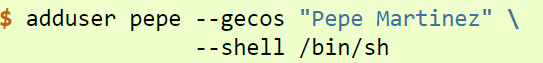 $ adduser pepe --gecos "Pepe Martinez" \
--shell /bin/sh